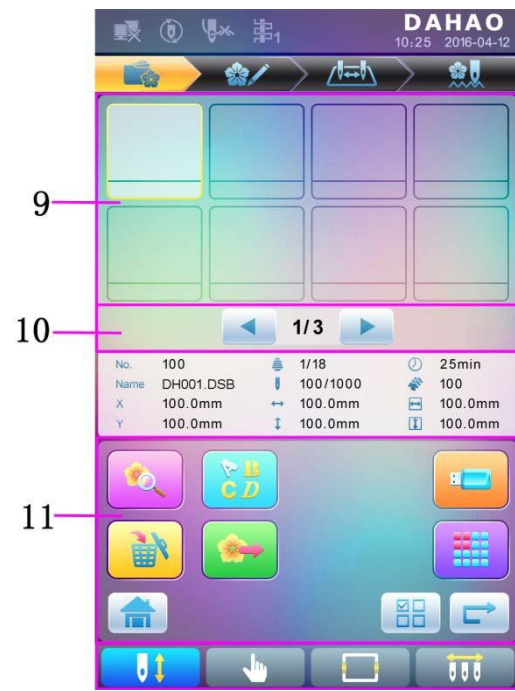 DAHAO
1
10:25 2016-04-12
9
10
1/3
No. 100 1/18 25min
Name DH001.DSB 100/1000 100
X 100.0mm 100.0mm 100.0mm
Y 100.0mm 100.0mm 100.0mm
A B
C D
11